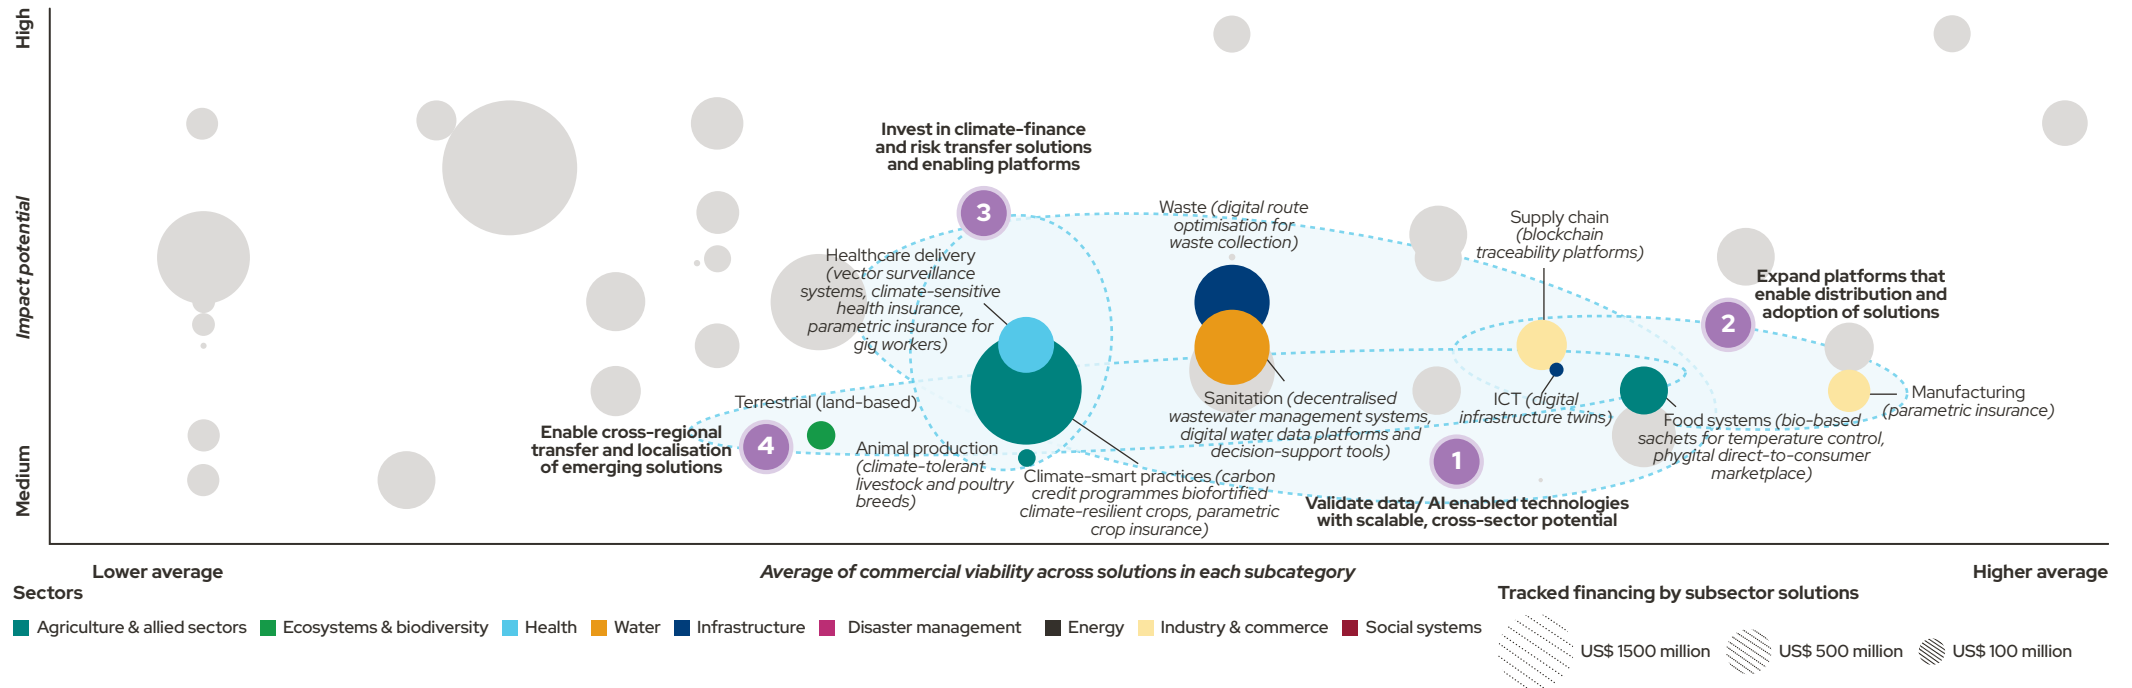 High
Impact potential
Medium
Invest in climate-finance
and risk transfer solutions
and enabling platforms
3
Healthcare delivery
(vector surveillance
systems, climate-sensitive
health insurance,
parametric insurance for
gig workers)
Waste (digital route
optimisation for
waste collection)
Supply chain
(blockchain
traceability platforms)
Expand platforms that
enable distribution and
adoption of solutions
2
Terrestrial (land-based)
Enable cross-regional
transfer and localisation
of emerging solutions
4
Animal production
(climate-tolerant
livestock and poultry
breeds)
Climate-smart practices (carbon
credit programmes biofortified
climate-resilient crops, parametric
crop insurance)
Sanitation (decentralised
wastewater management systems,
digital water data platforms and
decision-support tools)
ICT (digital
infrastructure twins)
Manufacturing
(parametric insurance)
Food systems (bio-based
sachets for temperature control,
phygital direct-to-consumer
marketplace)
1
Validate data/ AI enabled technologies
with scalable, cross-sector potential
Lower average
Average of commercial viability across solutions in each subcategory
Higher average
Sectors
Agriculture & allied sectors
Ecosystems & biodiversity
Health
Water
Infrastructure
Disaster management
Energy
Industry & commerce
Social systems
Tracked financing by subsector solutions
US$ 1500 million
US$ 500 million
US$ 100 million